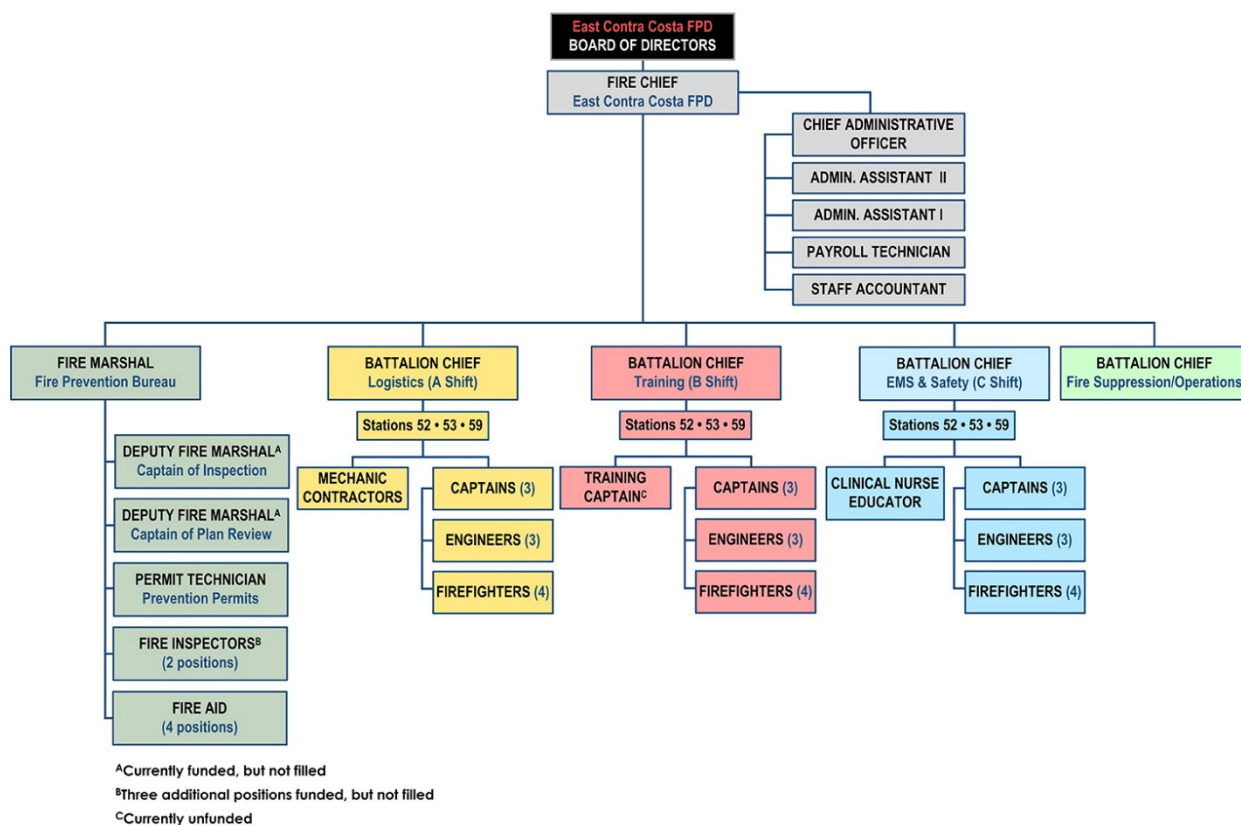 East Contra Costa FPD
BOARD OF DIRECTORS
FIRE CHIEF
East Contra Costa FPD
CHIEF ADMINISTRATIVE
OFFICER
ADMIN. ASSISTANT II
ADMIN. ASSISTANT I
PAYROLL TECHNICIAN
STAFF ACCOUNTANT
FIRE MARSHAL
Fire Prevention Bureau
DEPUTY FIRE MARSHALᴬ
Captain of Inspection
DEPUTY FIRE MARSHALᴬ
Captain of Plan Review
PERMIT TECHNICIAN
Prevention Permits
FIRE INSPECTORSᴮ
(2 positions)
FIRE AID
(4 positions)
BATTALION CHIEF
Logistics (A Shift)
Stations 52 • 53 • 59
MECHANIC
CONTRACTORS
CAPTAINS (3)
ENGINEERS (3)
FIREFIGHTERS (4)
BATTALION CHIEF
Training (B Shift)
Stations 52 • 53 • 59
TRAINING
CAPTAINᶜ
CAPTAINS (3)
ENGINEERS (3)
FIREFIGHTERS (4)
BATTALION CHIEF
EMS & Safety (C Shift)
Stations 52 • 53 • 59
CLINICAL NURSE
EDUCATOR
CAPTAINS (3)
ENGINEERS (3)
FIREFIGHTERS (4)
BATTALION CHIEF
Fire Suppression/Operations
ᴬCurrently funded, but not filled
ᴮThree additional positions funded, but not filled
ᶜCurrently unfunded